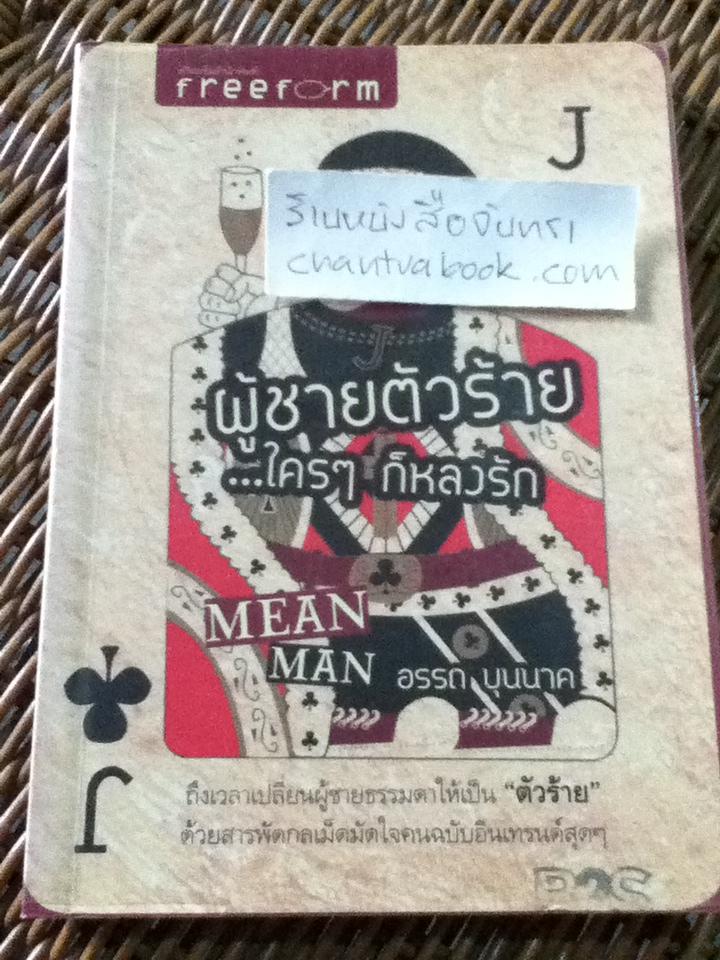 freeform
J
ร้านหนังสือจันทรา
chantrabook.com
J
ผู้ชายตัวร้าย
...ใครๆ ก็หลงรัก
MEAN
MAN อรรถ บุนนาค
J
ถึงเวลาเปลี่ยนผู้ชายธรรมดาให้เป็น “ตัวร้าย”
ด้วยสารพัดกลเม็ดมัดใจคนฉบับอินเทรนด์สุดๆ